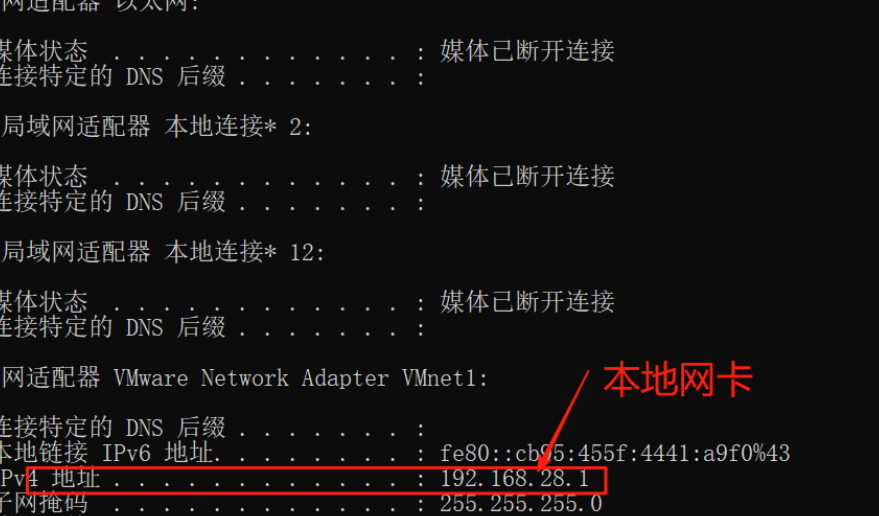 网适配器 以太网:
媒体状态 . . . . . . . . . . . . : 媒体已断开连接
连接特定的 DNS 后缀 . . . . . . . :
局域网适配器 本地连接* 2:
媒体状态 . . . . . . . . . . . . : 媒体已断开连接
连接特定的 DNS 后缀 . . . . . . . :
局域网适配器 本地连接* 12:
媒体状态 . . . . . . . . . . . . : 媒体已断开连接
连接特定的 DNS 后缀 . . . . . . . :
网适配器 VMware Network Adapter VMnet1:
本地网卡
连接特定的 DNS 后缀 . . . . . . . :
本地链接 IPv6 地址. . . . . . . . : fe80::cb95:455f:4441:a9f0%43
IPv4 地址 . . . . . . . . . . . . : 192.168.28.1
子网掩码 . . . . . . . . . . . . : 255.255.255.0